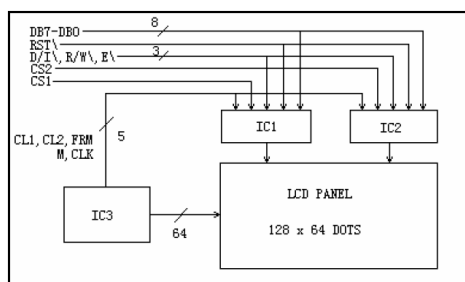 8
DB7-DB0
RST\
D/I\, R/W\, E\
3
CS2
CS1
IC1
IC2
CL1, CL2, FRM
5
M, CLK
LCD PANEL
IC3
128 x 64 DOTS
64